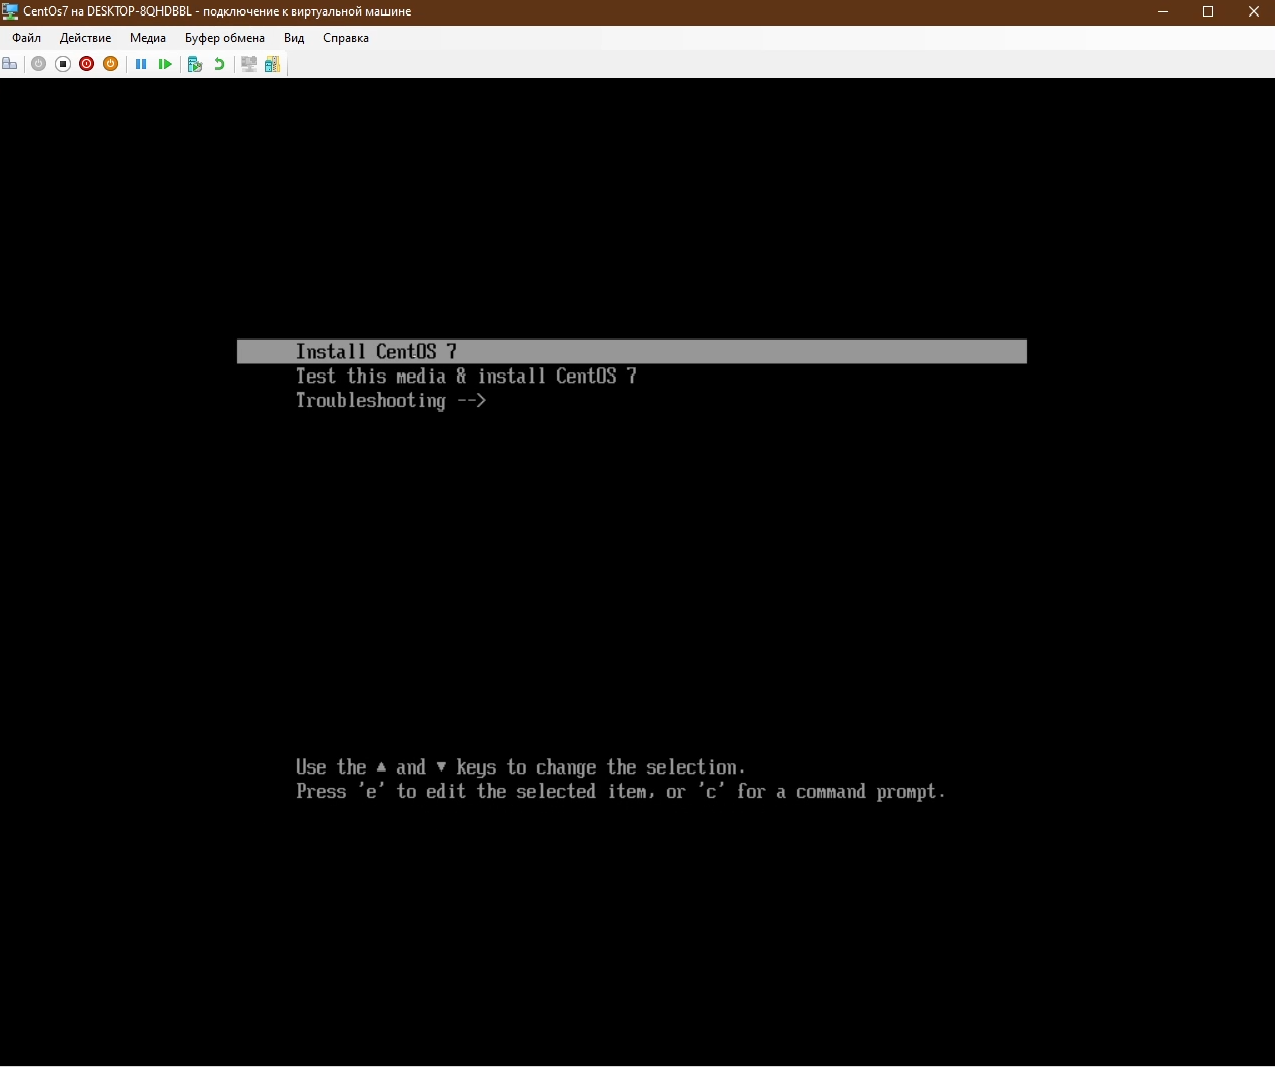 CentOs7 на DESKTOP-8QHDBBL - подключение к виртуальной машине
Файл Действие Медиа Буфер обмена Вид Справка
Install CentOS 7
Test this media & install CentOS 7
Troubleshooting -->
Use the ▲ and ▼ keys to change the selection.
Press 'e' to edit the selected item, or 'c' for a command prompt.